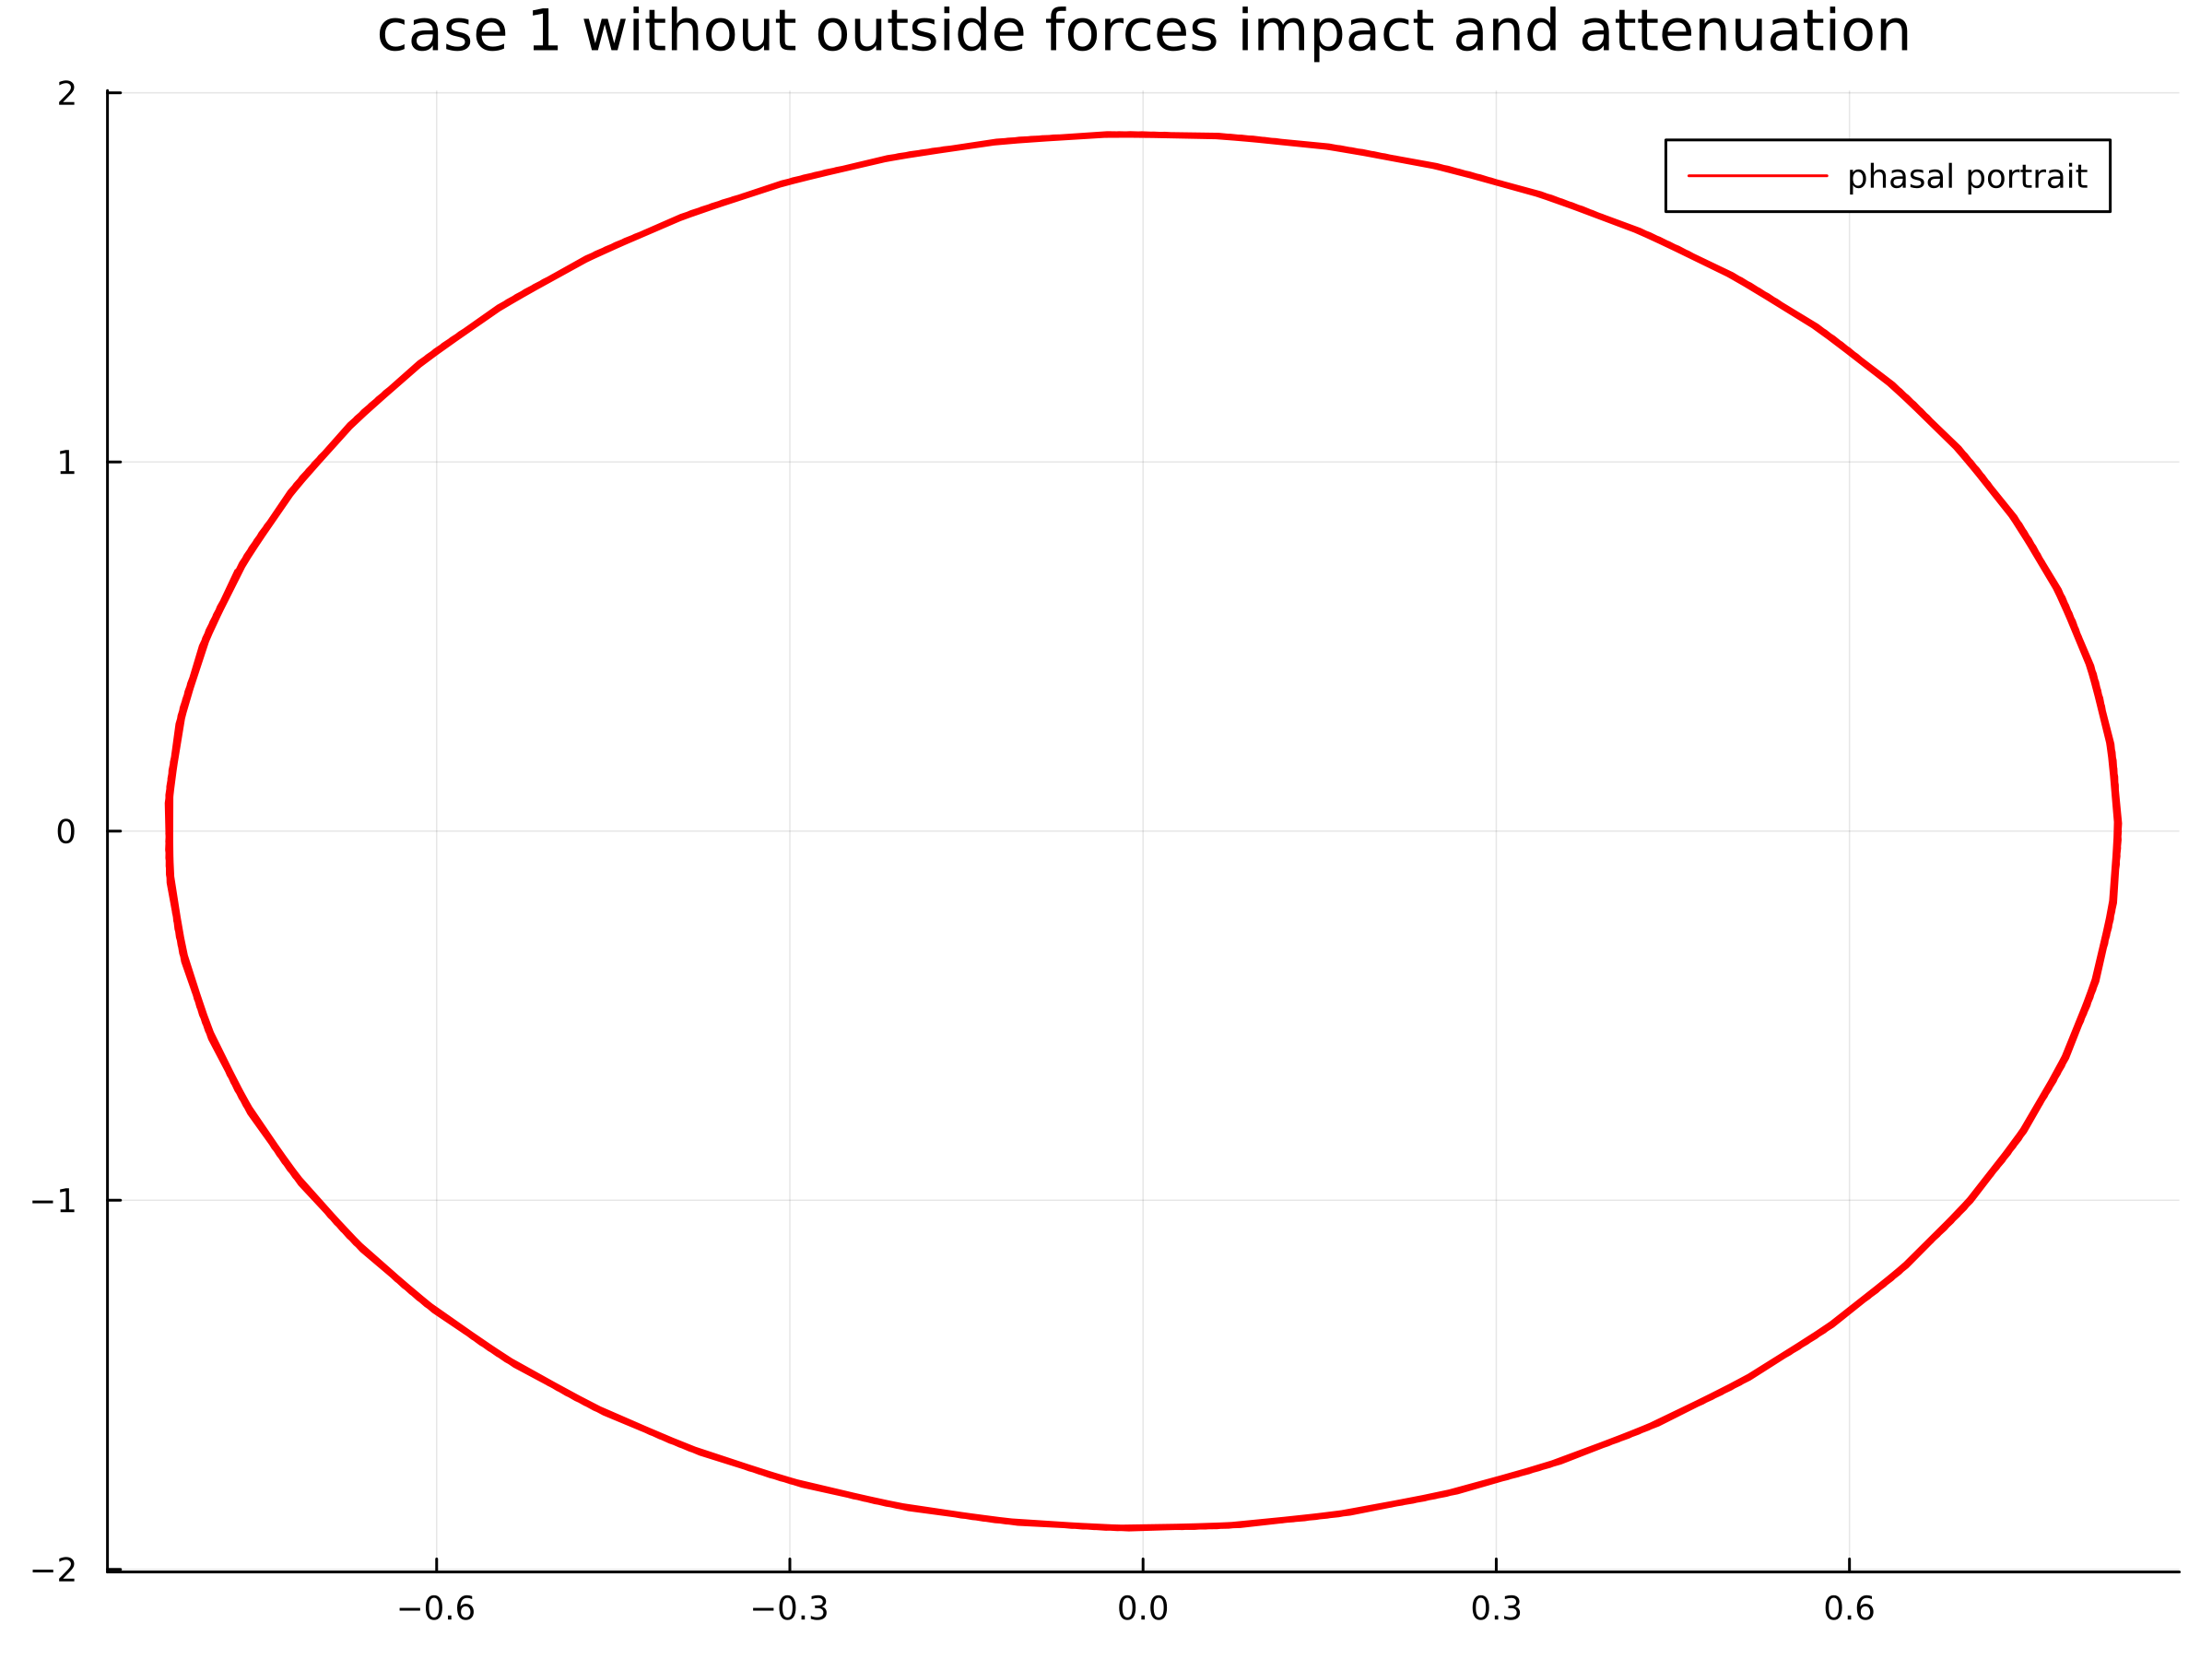 case 1 without outside forces impact and attenuation
phasal portrait
2
1
0
−1
−2
−0.6 −0.3 0.0 0.3 0.6